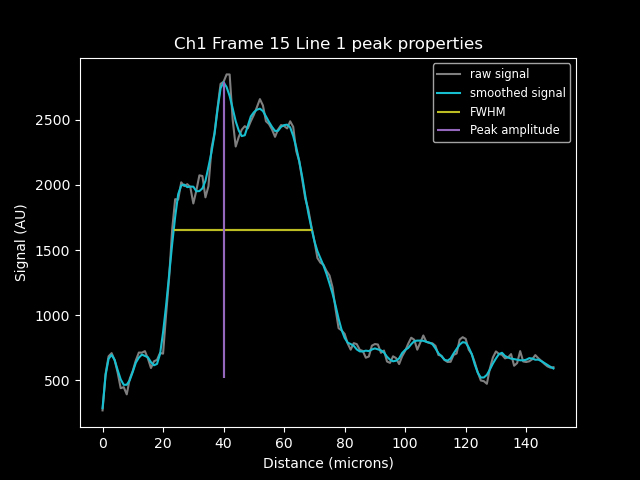 Ch1 Frame 15 Line 1 peak properties
raw signal
smoothed signal
FWHM
Peak amplitude
Signal (AU)
2500
2000
1500
1000
500
0 20 40 60 80 100 120 140
Distance (microns)